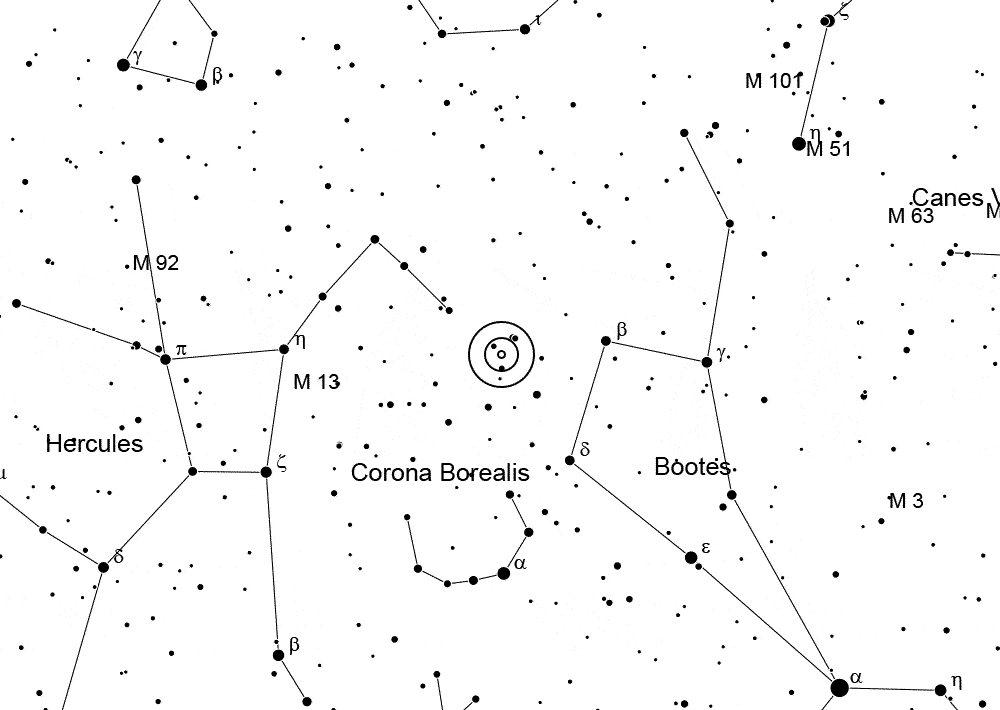 ι
ζ
γ
β
M 101
η
M 51
Canes V
M 63
M
M 92
β
η
π
γ
M 13
Hercules
ζ
δ
Corona Borealis
Bootes
μ
M 3
ε
δ
α
β
α
η